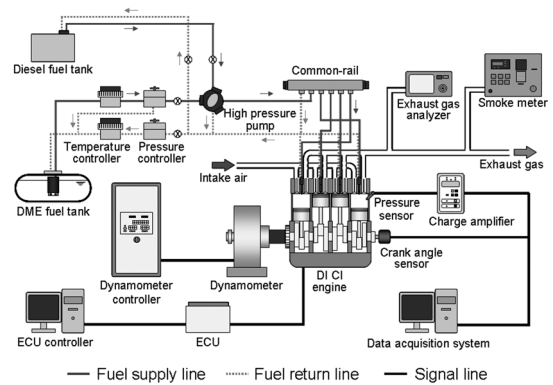 Diesel fuel tank
Common-rail
High pressure
pump
Exhaust gas
analyzer
Smoke meter
Temperature
controller
Pressure
controller
Exhaust gas
Intake air
DME fuel tank
Pressure
sensor
Charge amplifier
Dynamometer
controller
Dynamometer
DI CI
engine
Crank angle
sensor
ECU controller
ECU
Data acquisition system
Fuel supply line
Fuel return line
Signal line